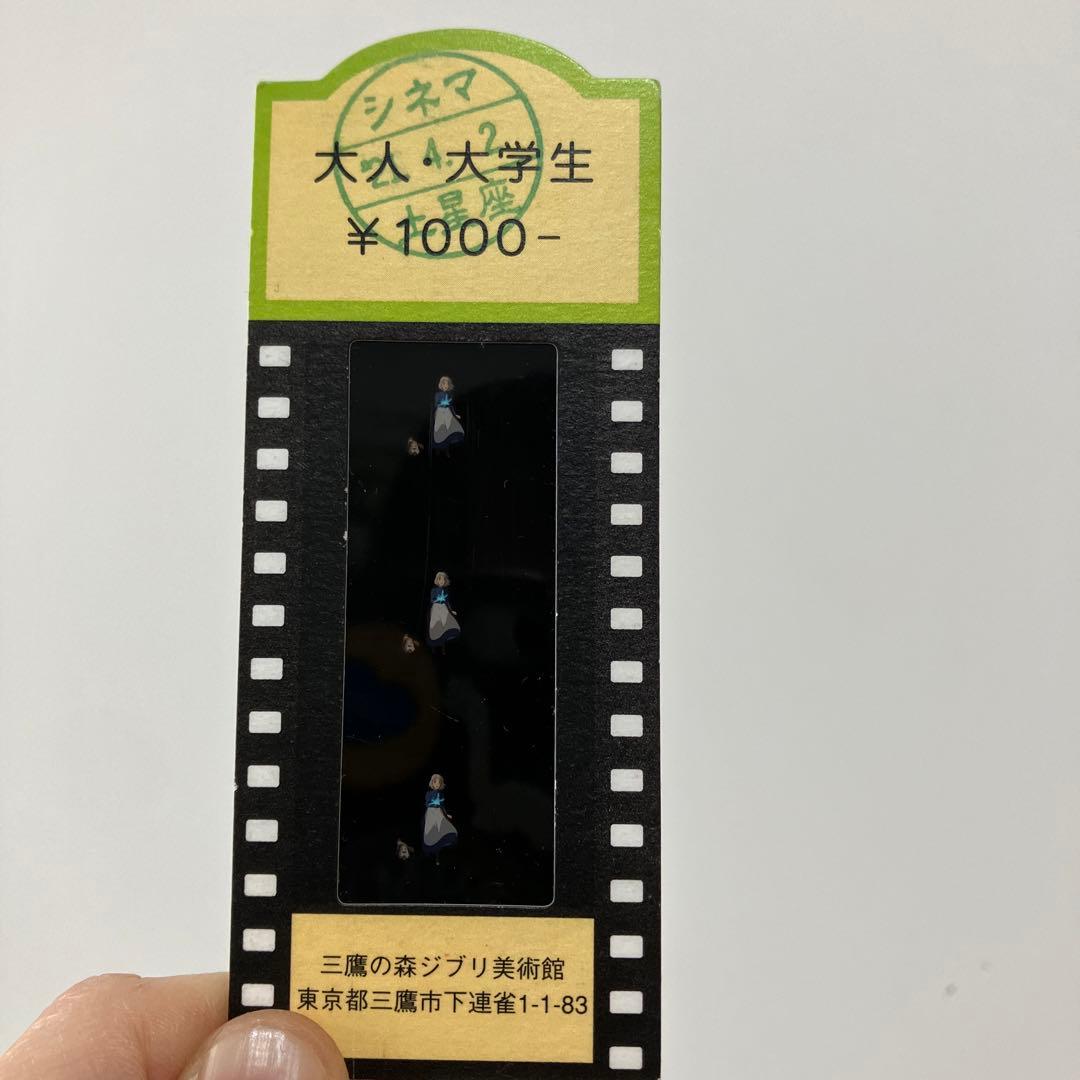 シネマ
大人・大学生
土星座
¥1000-
三鷹の森ジブリ美術館
東京都三鷹市下連雀1-1-83